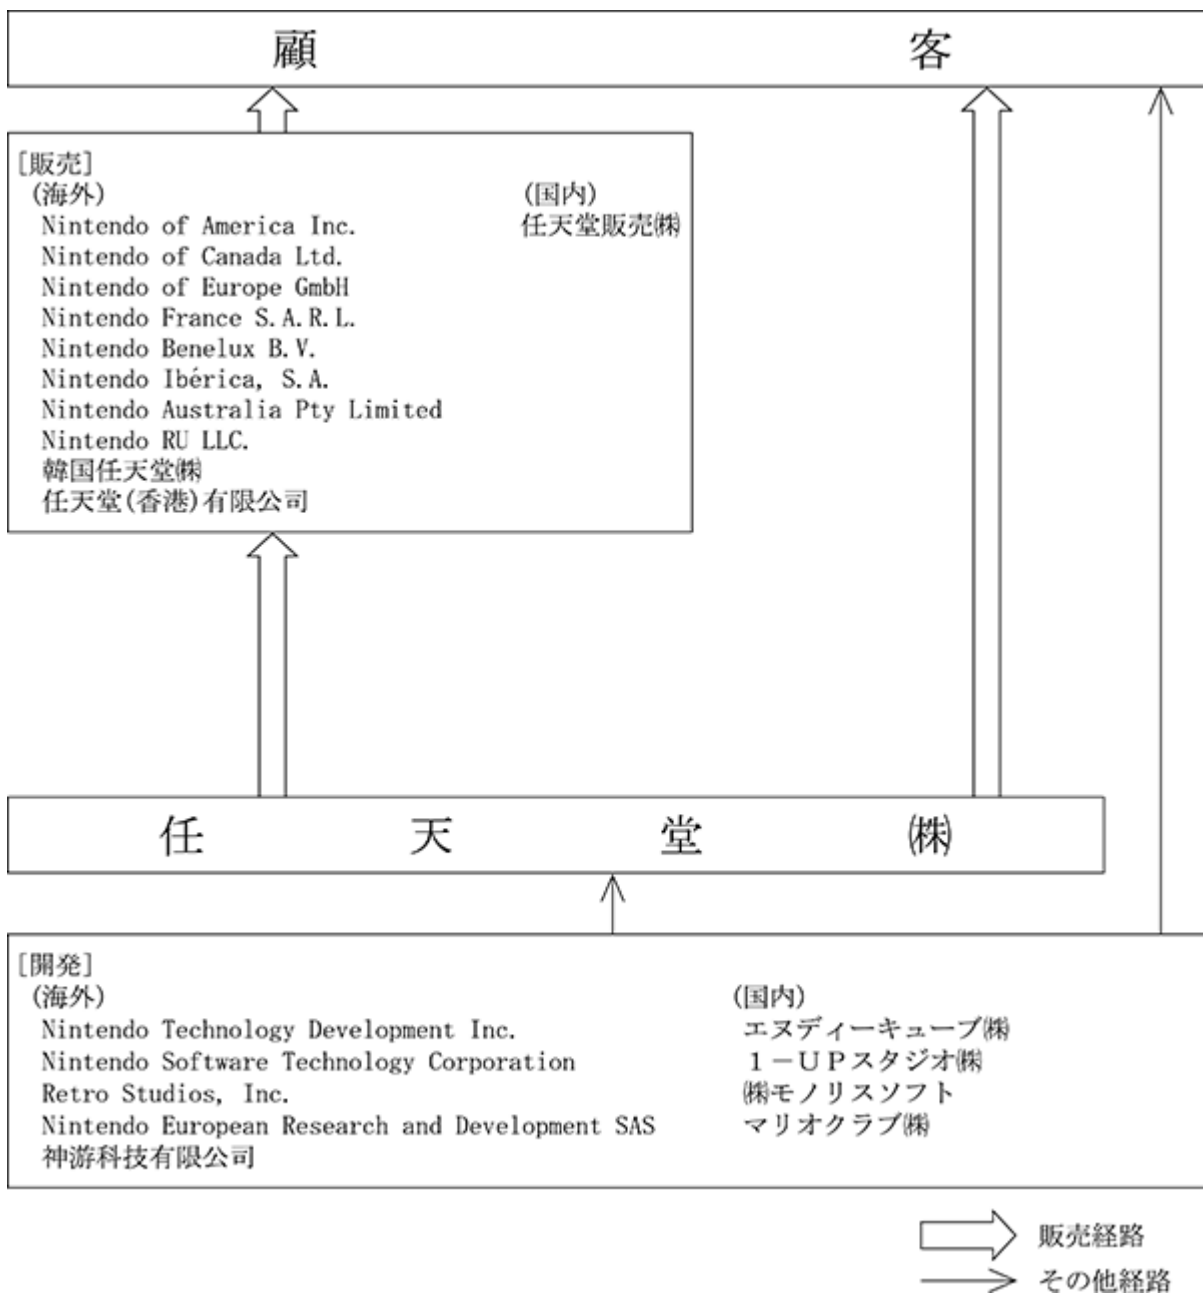 顧 客
[販売]
(海外) (国内)
Nintendo of America Inc. 任天堂販売㈱
Nintendo of Canada Ltd.
Nintendo of Europe GmbH
Nintendo France S.A.R.L.
Nintendo Benelux B.V.
Nintendo Ibérica, S.A.
Nintendo Australia Pty Limited
Nintendo RU LLC.
韓国任天堂㈱
任天堂(香港)有限公司
任 天 堂 ㈱
[開発]
(海外) (国内)
Nintendo Technology Development Inc. エヌディーキューブ㈱
Nintendo Software Technology Corporation 1-UPスタジオ㈱
Retro Studios, Inc. ㈱モノリスソフト
Nintendo European Research and Development SAS マリオクラブ㈱
神游科技有限公司
販売経路
その他経路